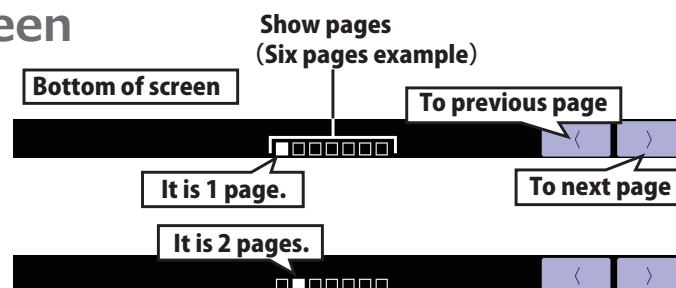 een
Show pages
(Six pages example)
Bottom of screen
To previous page
〈 〉
It is 1 page.
To next page
It is 2 pages.
〈 〉